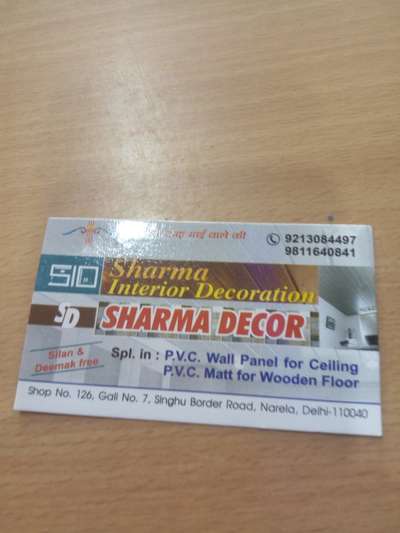 माई वाले की
9213084497
9811640841
SID
Sharma
Interior Decoration
SD
SHARMA DECOR
Silan &
Deemak free
Spl. in : P.V.C. Wall Panel for Ceiling
P.V.C. Matt for Wooden Floor
Shop No. 126, Gali No. 7, Singhu Border Road, Narela, Delhi-110040